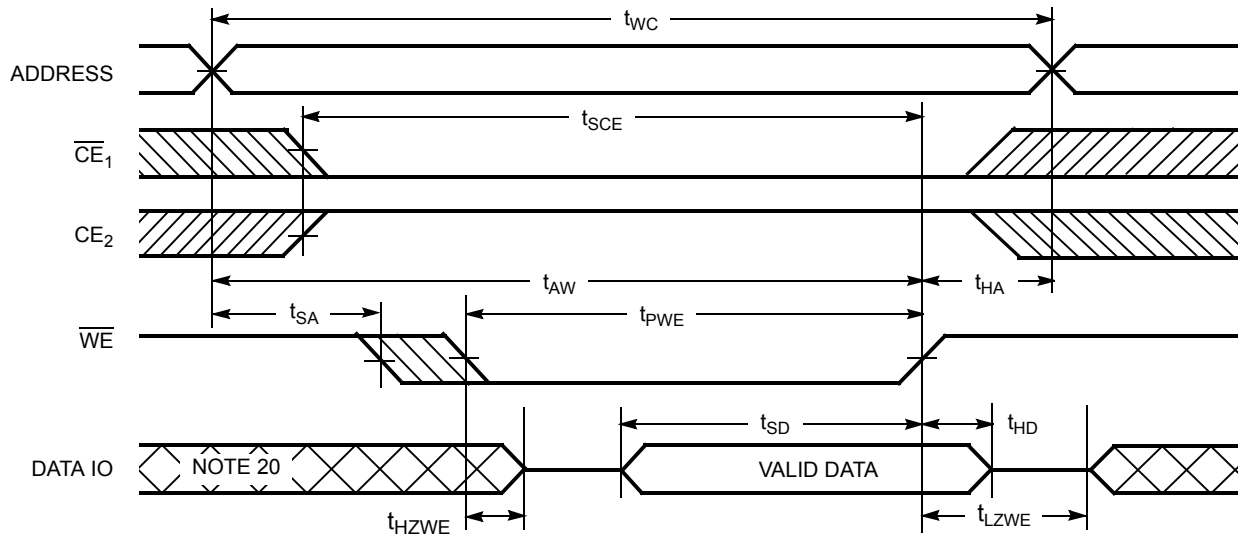 tWC
ADDRESS
tSCE
CE1
CE2
tAW
tHA
tSA
tPWE
WE
tSD
tHD
DATA IO
NOTE 20
VALID DATA
tHZWE
tLZWE